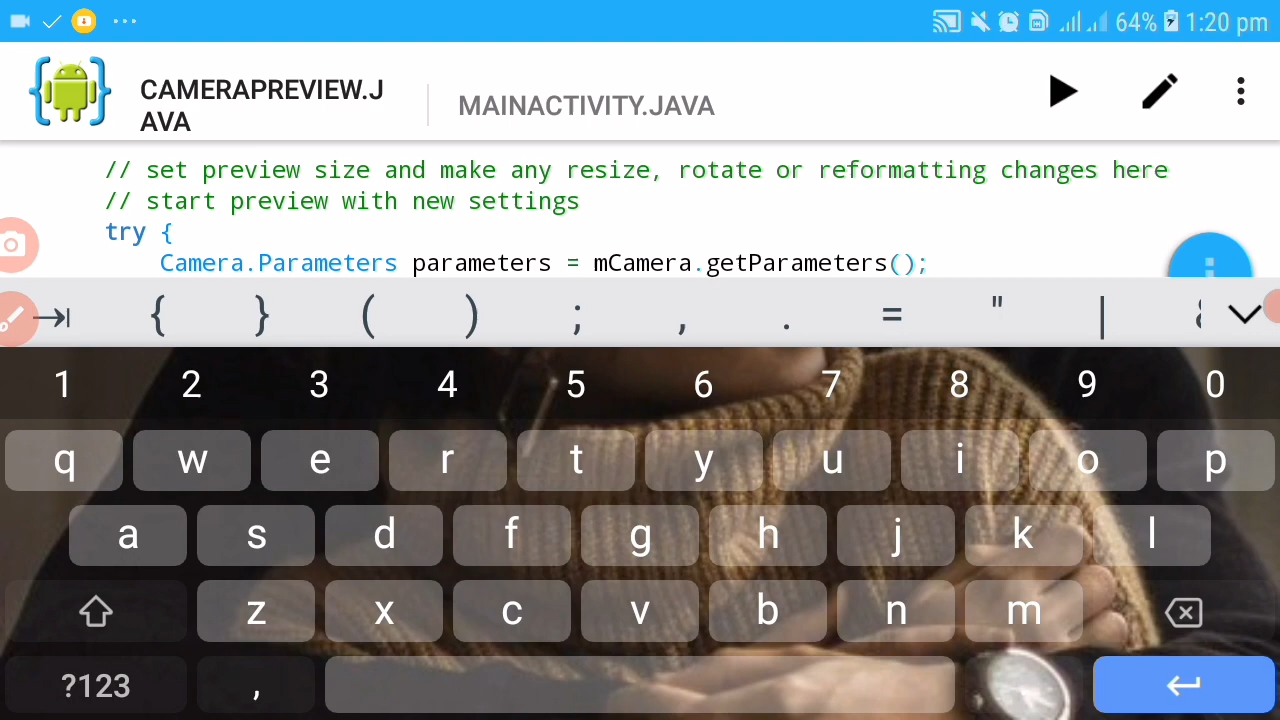 64% 1:20 pm
CAMERAPREVIEW.J
AVA
MAINACTIVITY.JAVA
// set preview size and make any resize, rotate or reformatting changes here
// start preview with new settings
try {
Camera.Parameters parameters = mCamera.getParameters();
{ } ( ) ; , . = " |
1 2 3 4 5 6 7 8 9 0
q w e r t y u i o p
a s d f g h j k l
z x c v b n m
?123 ,